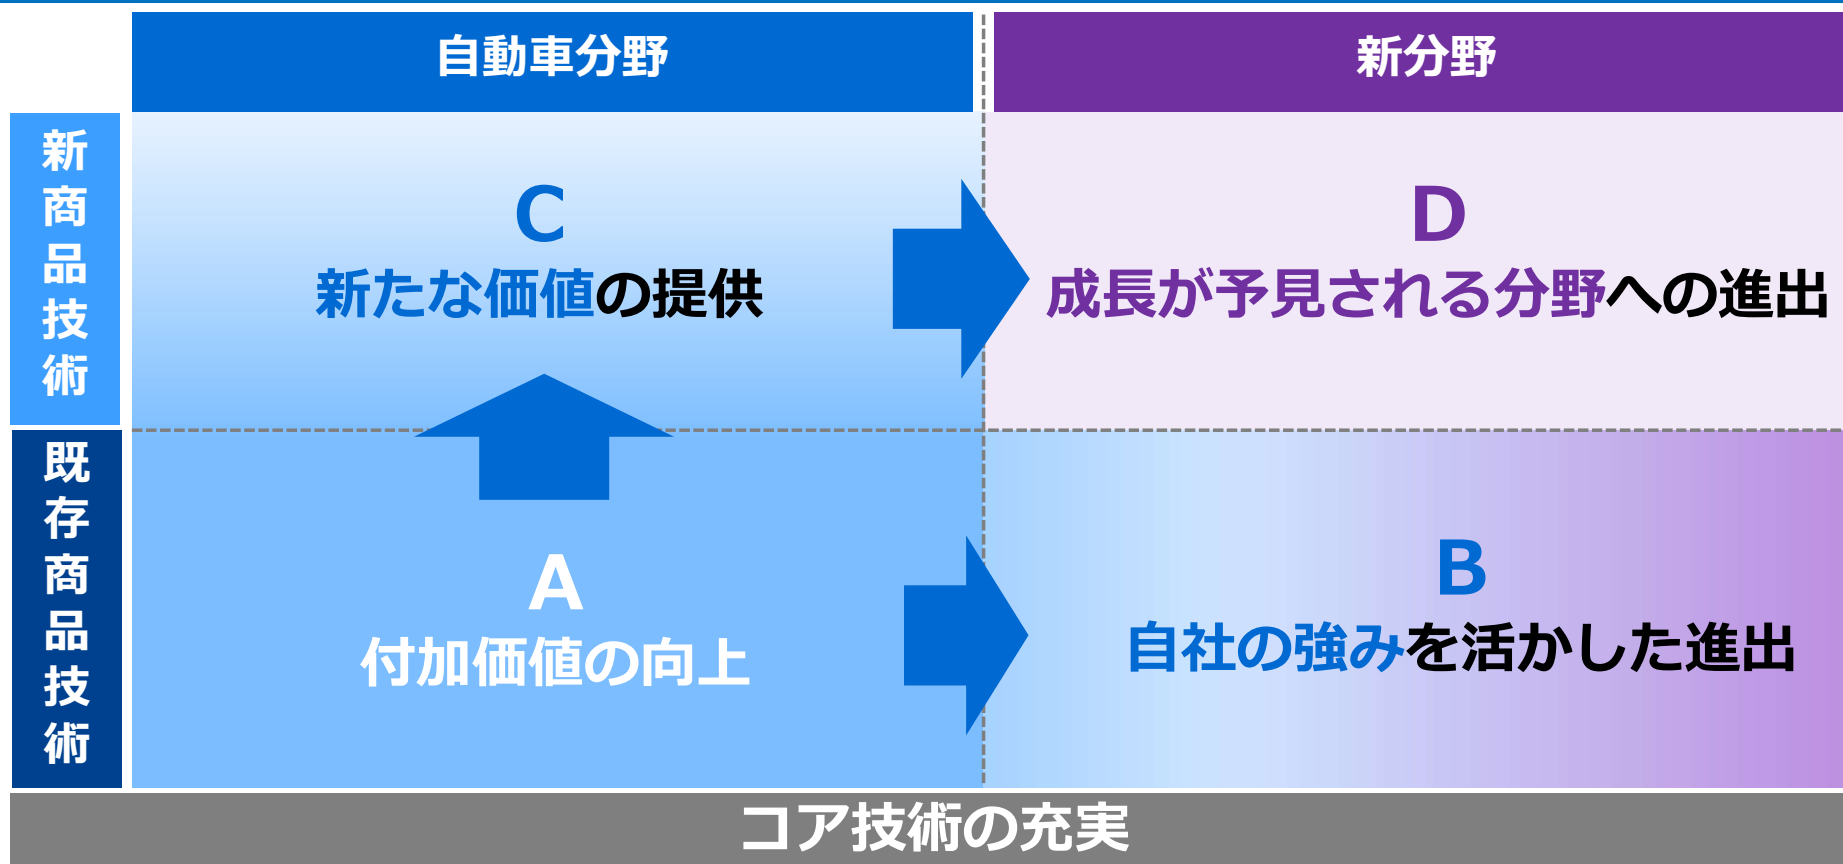 自動車分野
新分野
新商品技術
C
新たな価値の提供
D
成長が予見される分野への進出
既存商品技術
A
付加価値の向上
B
自社の強みを活かした進出
コア技術の充実